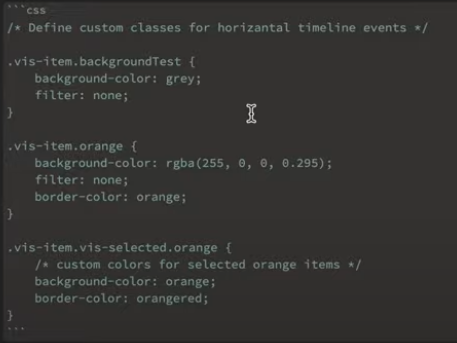 ```css
/* Define custom classes for horizantal timeline events */
.vis-item.backgroundTest {
background-color: grey;
filter: none;
}
.vis-item.orange {
background-color: rgba(255, 0, 0, 0.295);
filter: none;
border-color: orange;
}
.vis-item.vis-selected.orange {
/* custom colors for selected orange items */
background-color: orange;
border-color: orangered;
}
```